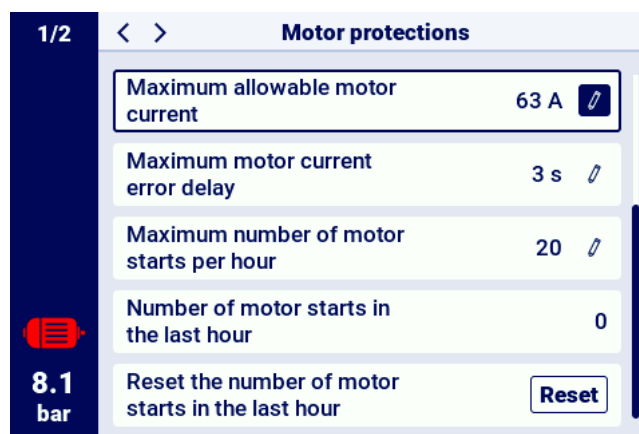 1/2
< >
Motor protections
Maximum allowable motor
current
63 A
Maximum motor current
error delay
3 s
Maximum number of motor
starts per hour
20
Number of motor starts in
the last hour
0
Reset the number of motor
starts in the last hour
Reset
8.1
bar